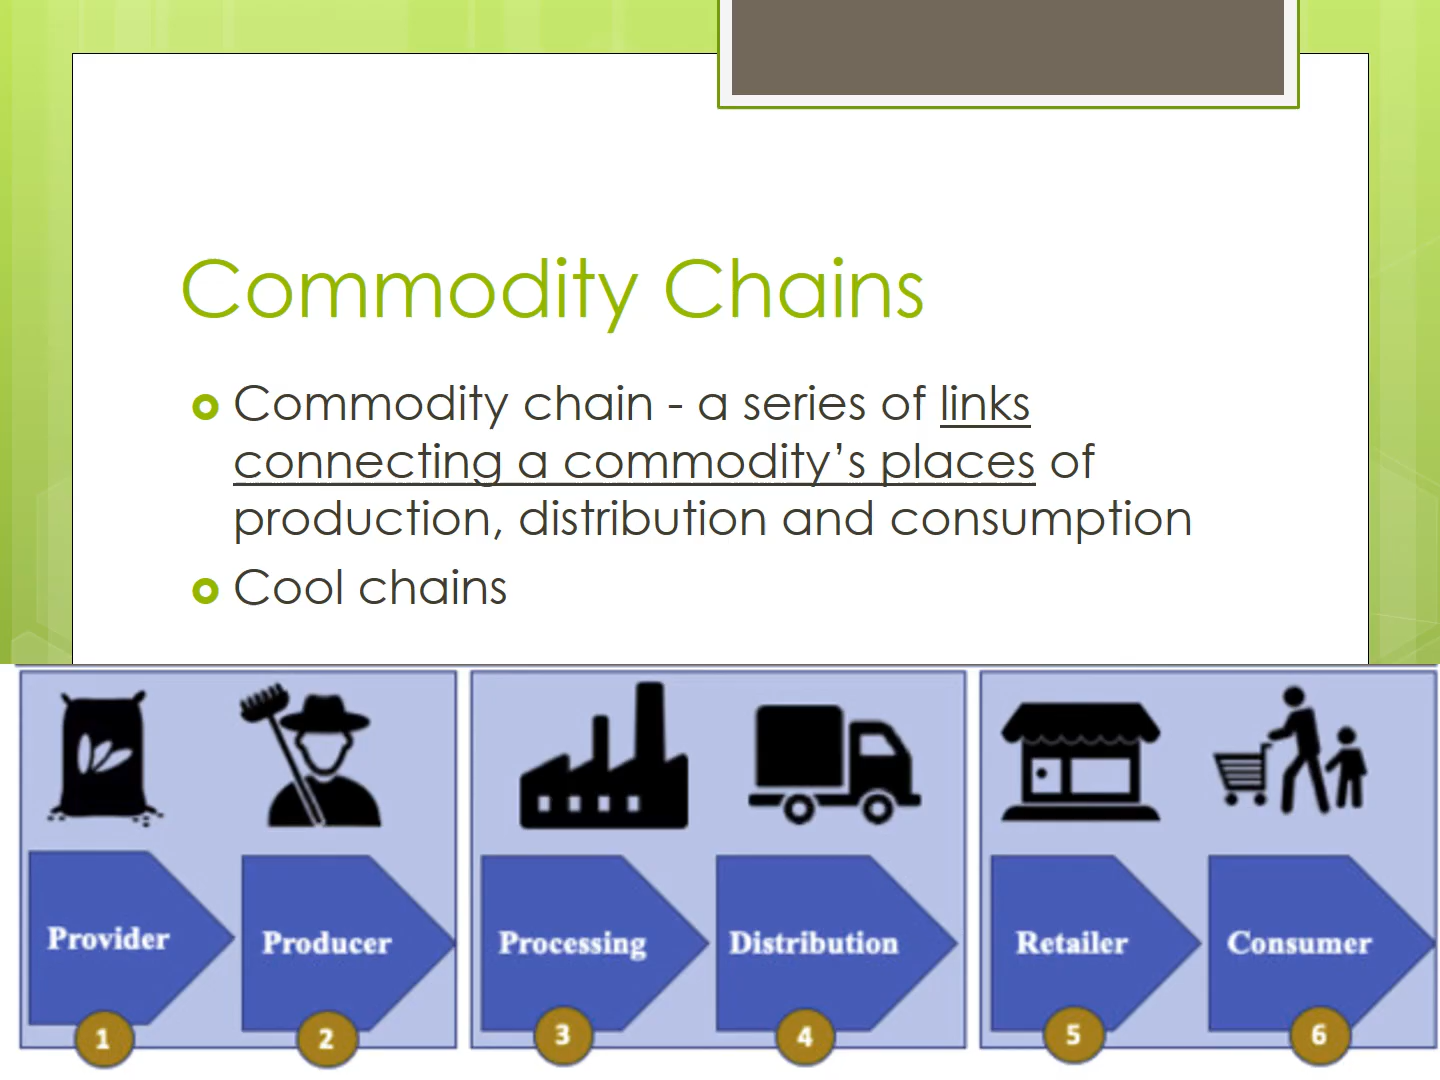 Commodity Chains
Commodity chain - a series of links
connecting a commodity’s places of
production, distribution and consumption
Cool chains
Provider
Producer
Processing
Distribution
Retailer
Consumer
1
2
3
4
5
6